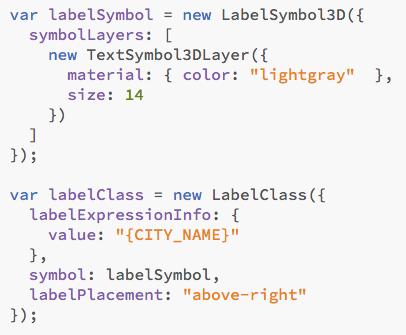 var labelSymbol = new LabelSymbol3D({
  symbolLayers: [
    new TextSymbol3DLayer({
      material: { color: "lightgray"  },
      size: 14
    })
  ]
});

var labelClass = new LabelClass({
  labelExpressionInfo: {
    value: "{CITY_NAME}"
  },
  symbol: labelSymbol,
  labelPlacement: "above-right"
});